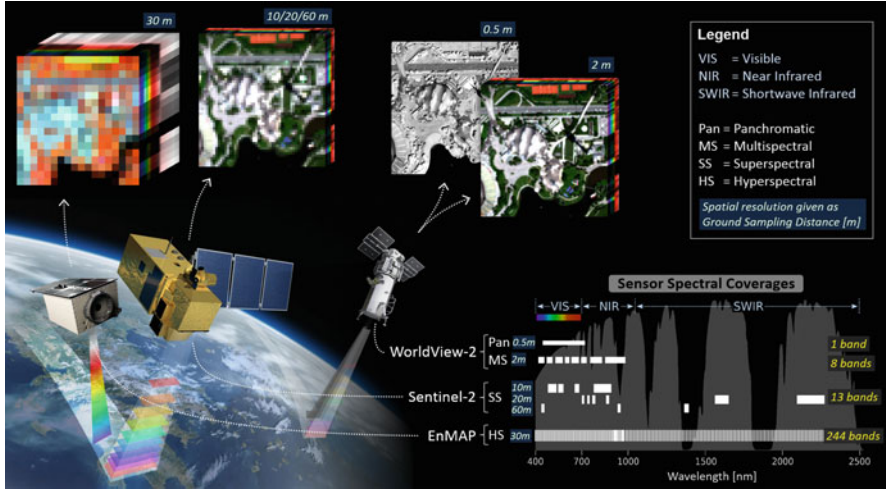 30 m
10/20/60 m
0.5 m
2 m
Legend
VIS = Visible
NIR = Near Infrared
SWIR = Shortwave Infrared
Pan = Panchromatic
MS = Multispectral
SS = Superspectral
HS = Hyperspectral
Spatial resolution given as
Ground Sampling Distance [m]
Sensor Spectral Coverages
VIS NIR SWIR
WorldView-2
Pan 0.5m 1 band
MS 2m 8 bands
Sentinel-2 SS
10m
20m 13 bands
60m
EnMAP HS 30m 244 bands
400 700 1000 1500 2000 2500
Wavelength [nm]